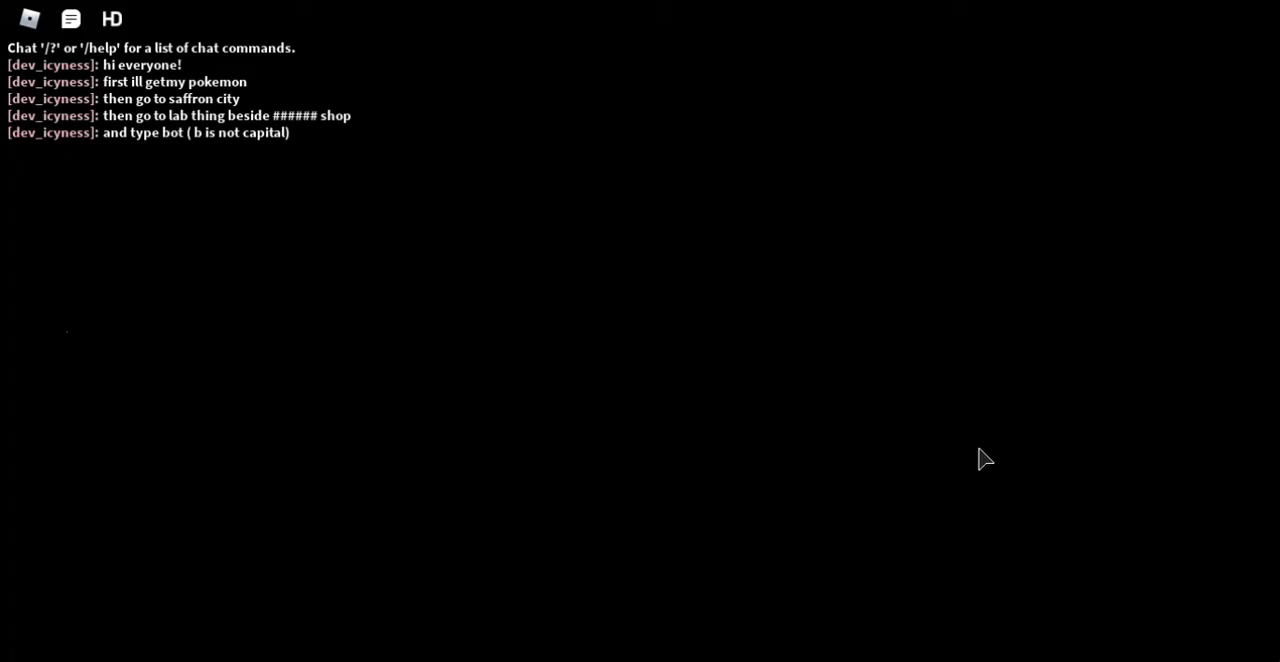 HD
Chat '/?' or '/help' for a list of chat commands.
[dev_icyness]: hi everyone!
[dev_icyness]: first ill getmy pokemon
[dev_icyness]: then go to saffron city
[dev_icyness]: then go to lab thing beside ###### shop
[dev_icyness]: and type bot ( b is not capital)